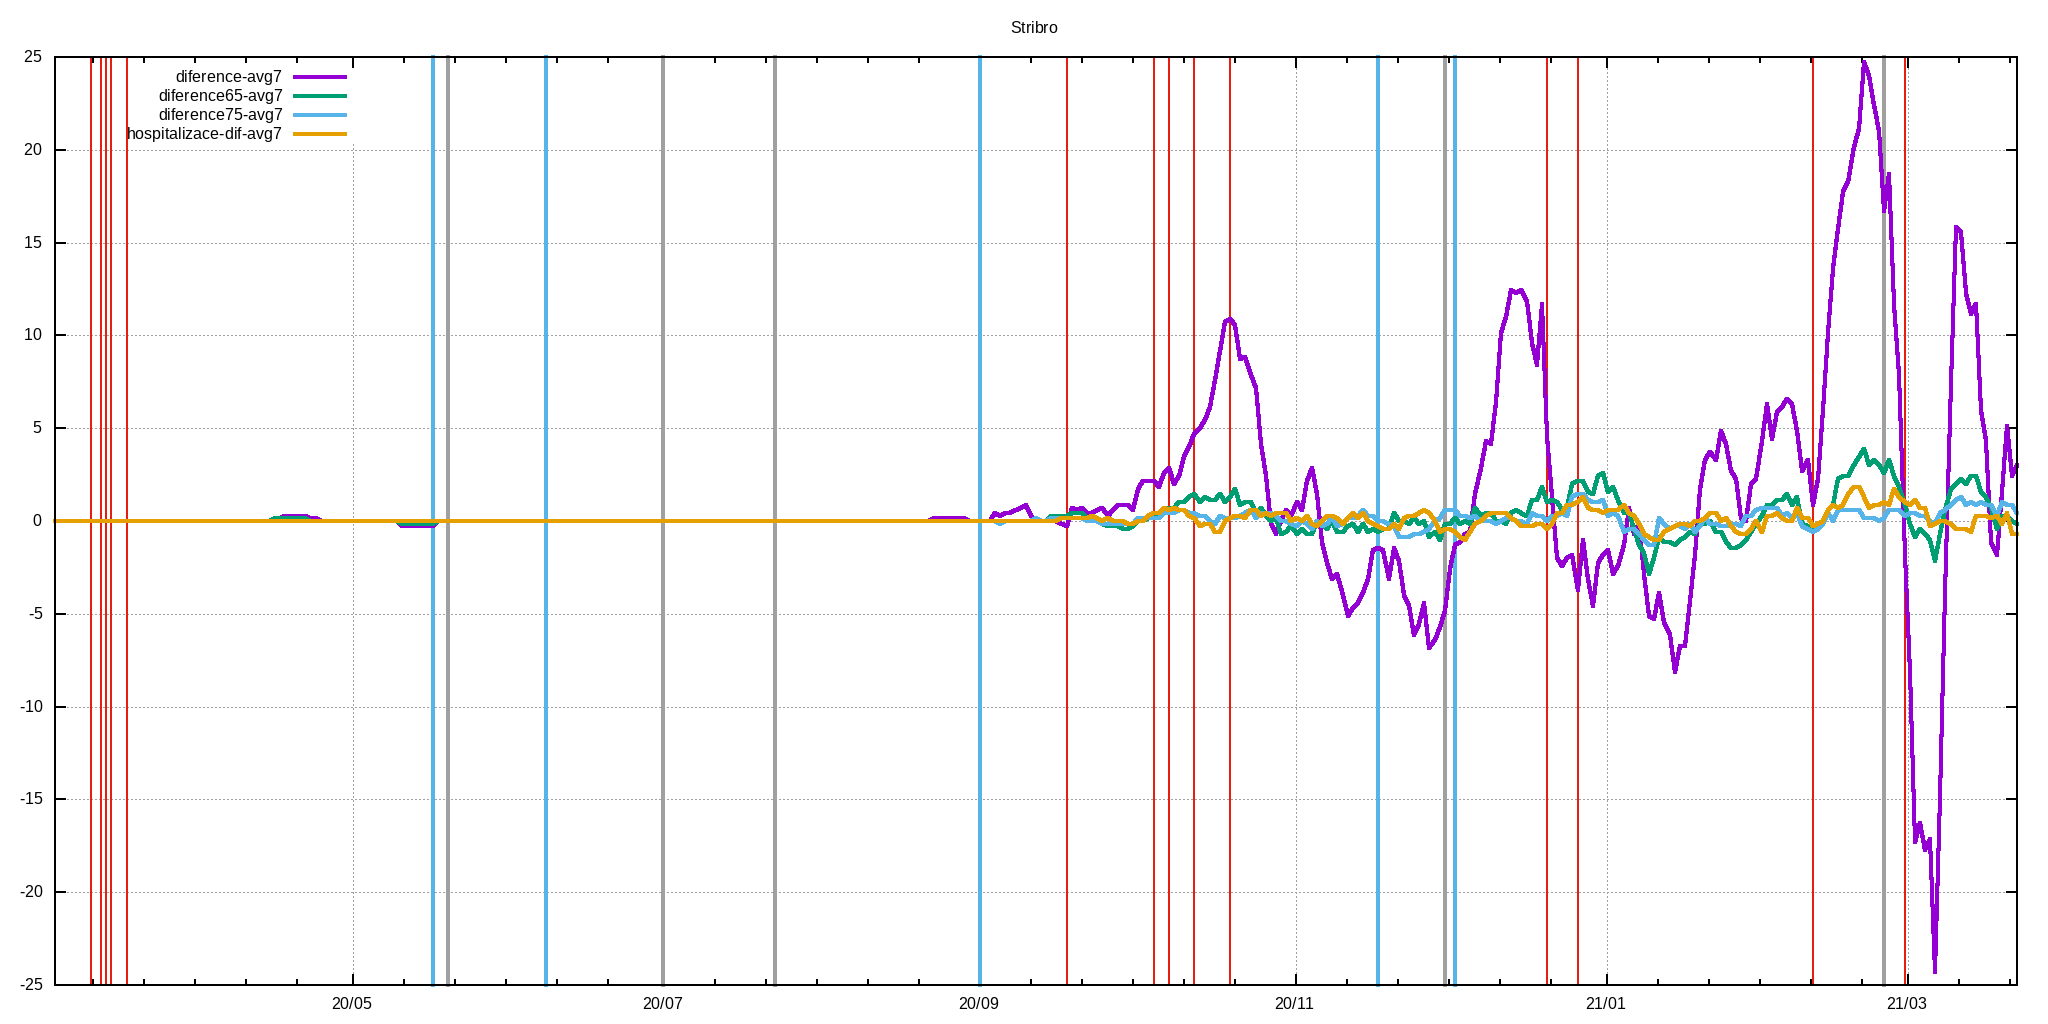 Stribro
diference-avg7
diference65-avg7
diference75-avg7
hospitalizace-dif-avg7
25
20
15
10
5
0
-5
-10
-15
-20
-25
20/05 20/07 20/09 20/11 21/01 21/03